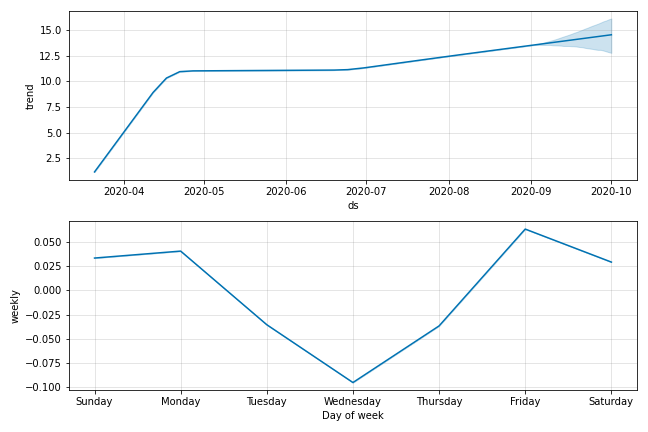 15.0
12.5
10.0
7.5
5.0
2.5
trend
2020-04 2020-05 2020-06 2020-07 2020-08 2020-09 2020-10
ds
0.050
0.025
0.000
−0.025
−0.050
−0.075
−0.100
weekly
Sunday Monday Tuesday Wednesday Thursday Friday Saturday
Day of week